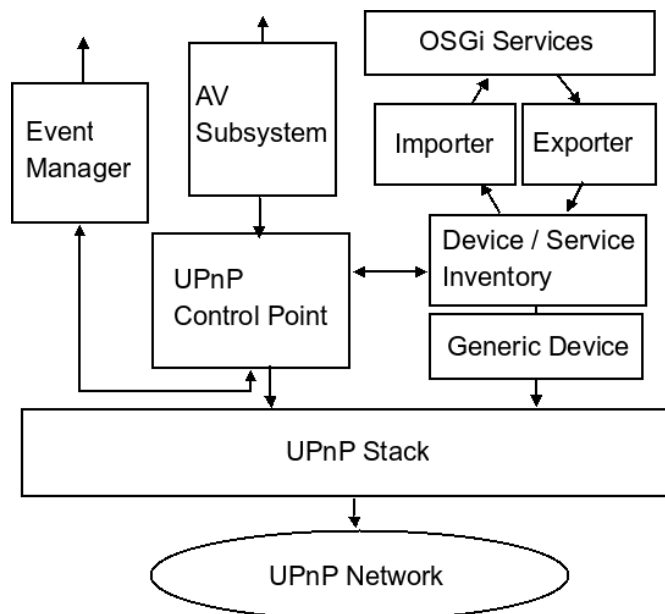 OSGi Services
AV
Subsystem
Event
Manager
Importer
Exporter
Device / Service
Inventory
UPnP
Control Point
Generic Device
UPnP Stack
UPnP Network